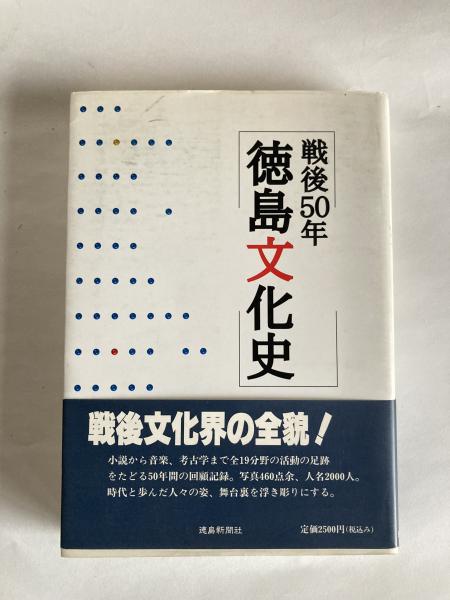 戦後50年
徳島文化史
戦後文化界の全貌！
小説から音楽、考古学まで全19分野の活動の足跡
をたどる50年間の回顧記録。写真460点余、人名2000人。
時代と歩んだ人々の姿、舞台裏を浮き彫りにする。
徳島新聞社
定価2500円(税込み)